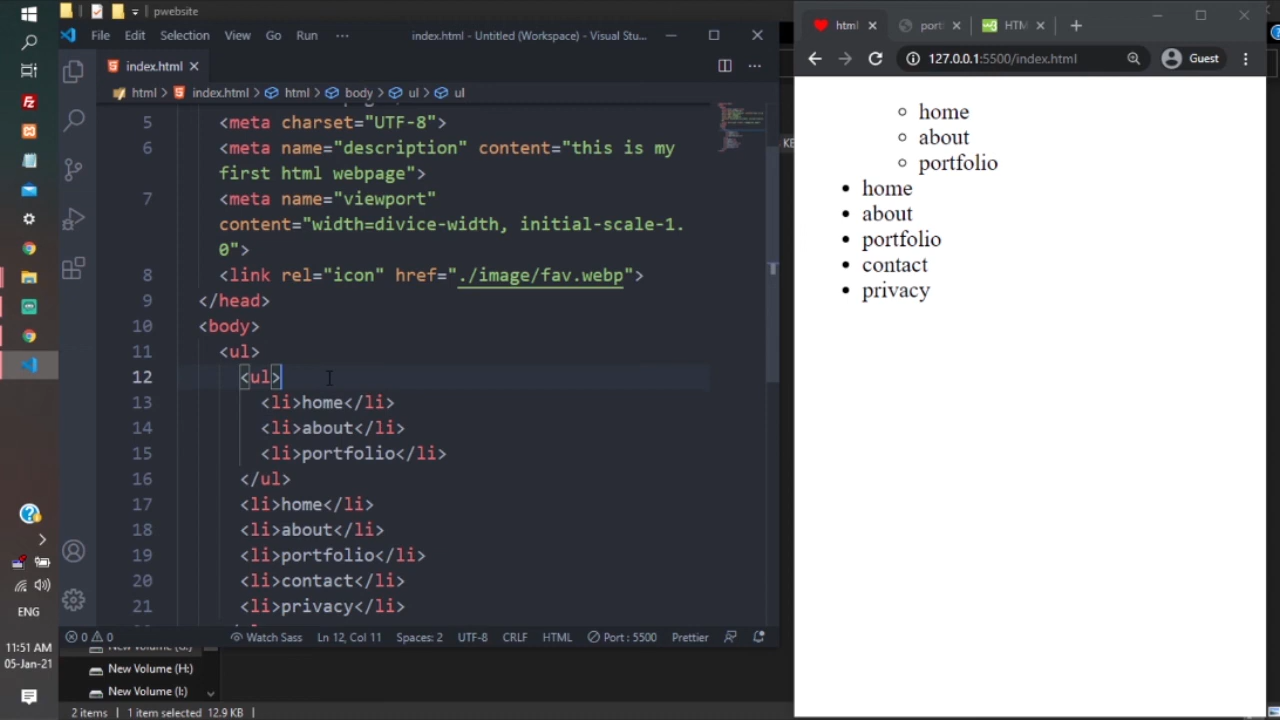 pwebsite
File Edit Selection View Go Run ··· index.html - Untitled (Workspace) - Visual Stu...
index.html
html > index.html > html > body > ul > ul
5 <meta charset="UTF-8">
6 <meta name="description" content="this is my
first html webpage">
7 <meta name="viewport"
content="width=divice-width, initial-scale-1.
0">
8 <link rel="icon" href="./image/fav.webp">
9 </head>
10 <body>
11 <ul>
12 <ul>
13 <li>home</li>
14 <li>about</li>
15 <li>portfolio</li>
16 </ul>
17 <li>home</li>
18 <li>about</li>
19 <li>portfolio</li>
20 <li>contact</li>
21 <li>privacy</li>
0 0 Watch Sass Ln 12, Col 11 Spaces: 2 UTF-8 CRLF HTML Port : 5500 Prettier
New Volume (H:)
New Volume (I:)
2 items | 1 item selected 12.9 KB |
ENG
11:51 AM
05-Jan-21
html port HTM
127.0.0.1:5500/index.html Guest
home
about
portfolio
home
about
portfolio
contact
privacy